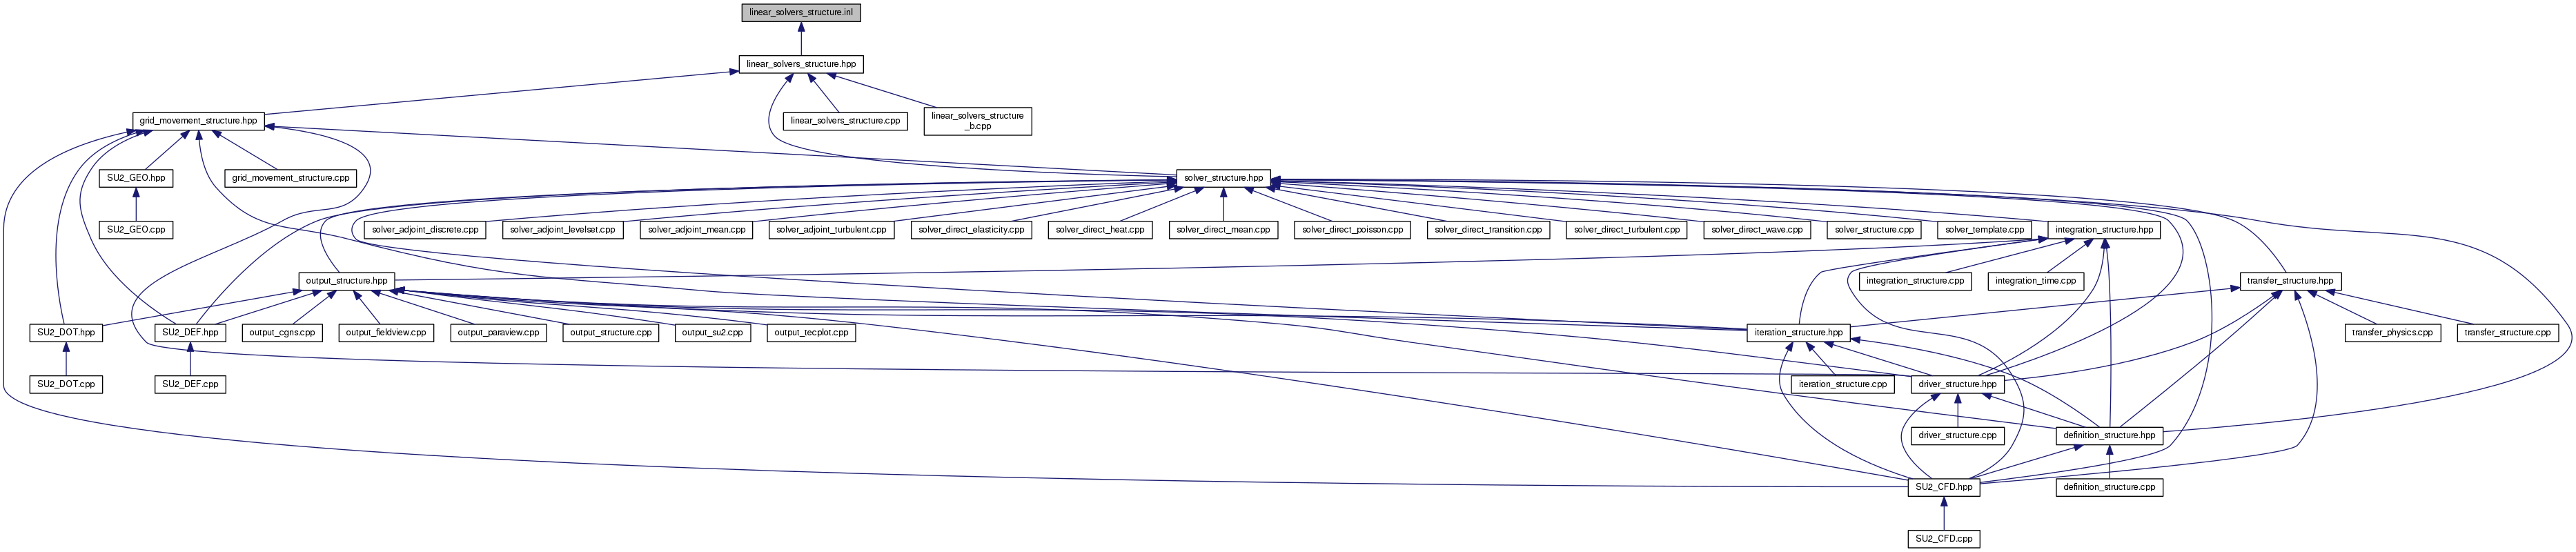 linear_solvers_structure.inl
linear_solvers_structure.hpp
grid_movement_structure.hpp
linear_solvers_structure.cpp
linear_solvers_structure
_b.cpp
SU2_GEO.hpp
grid_movement_structure.cpp
solver_structure.hpp
SU2_GEO.cpp
solver_adjoint_discrete.cpp
solver_adjoint_levelset.cpp
solver_adjoint_mean.cpp
solver_adjoint_turbulent.cpp
solver_direct_elasticity.cpp
solver_direct_heat.cpp
solver_direct_mean.cpp
solver_direct_poisson.cpp
solver_direct_transition.cpp
solver_direct_turbulent.cpp
solver_direct_wave.cpp
solver_structure.cpp
solver_template.cpp
integration_structure.hpp
output_structure.hpp
integration_structure.cpp
integration_time.cpp
transfer_structure.hpp
SU2_DOT.hpp
SU2_DEF.hpp
output_cgns.cpp
output_fieldview.cpp
output_paraview.cpp
output_structure.cpp
output_su2.cpp
output_tecplot.cpp
iteration_structure.hpp
transfer_physics.cpp
transfer_structure.cpp
SU2_DOT.cpp
SU2_DEF.cpp
iteration_structure.cpp
driver_structure.hpp
driver_structure.cpp
definition_structure.hpp
SU2_CFD.hpp
definition_structure.cpp
SU2_CFD.cpp